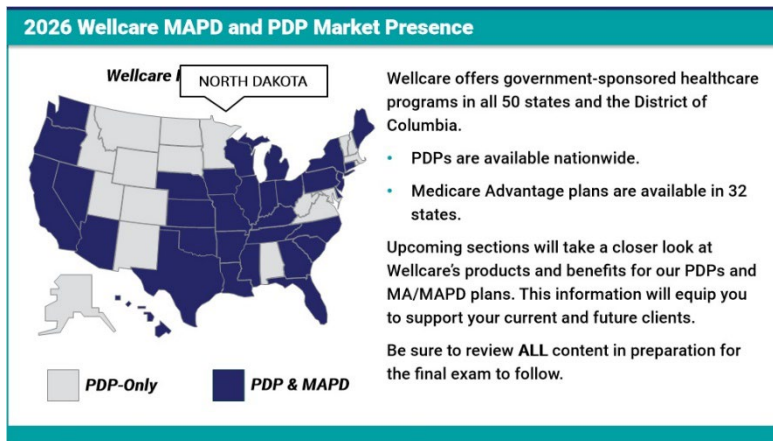 2026 Wellcare MAPD and PDP Market Presence
Wellcare
NORTH DAKOTA
Wellcare offers government-sponsored healthcare
programs in all 50 states and the District of
Columbia.
• PDPs are available nationwide.
• Medicare Advantage plans are available in 32
states.
Upcoming sections will take a closer look at
Wellcare's products and benefits for our PDPs and
MA/MAPD plans. This information will equip you
to support your current and future clients.
Be sure to review ALL content in preparation for
the final exam to follow.
PDP-Only
PDP & MAPD